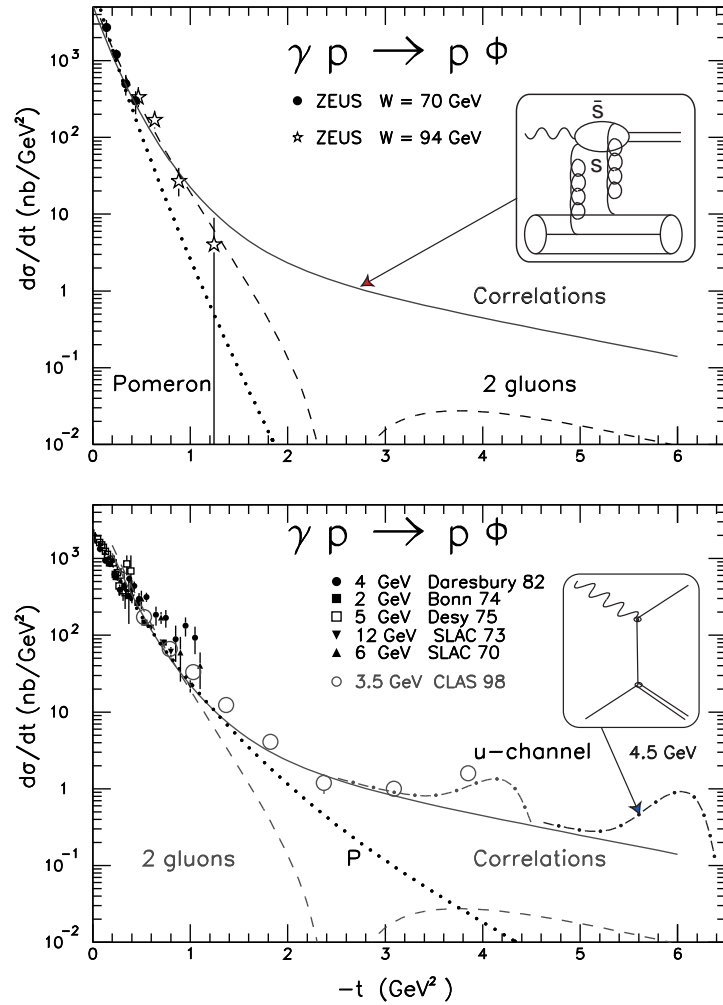 γ p → p Φ
● ZEUS W = 70 GeV
☆ ZEUS W = 94 GeV
s̄
s
dσ/dt (nb/GeV²)
10³
10²
10
1
10⁻¹
10⁻²
Correlations
Pomeron
2 gluons
0 1 2 3 4 5 6
γ p → p Φ
● 4 GeV Daresbury 82
■ 2 GeV Bonn 74
□ 5 GeV Desy 75
▼ 12 GeV SLAC 73
▲ 6 GeV SLAC 70
○ 3.5 GeV CLAS 98
dσ/dt (nb/GeV²)
10³
10²
10
1
10⁻¹
10⁻²
u-channel 4.5 GeV
2 gluons P Correlations
0 1 2 3 4 5 6
-t (GeV²)